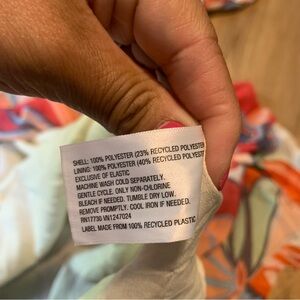 SHELL: 100% POLYESTER (23% RECYCLED POLYESTER
LINING: 100% POLYESTER (40% RECYCLED POLYESTER
EXCLUSIVE OF ELASTIC
MACHINE WASH COLD SEPARATELY.
GENTLE CYCLE. ONLY NON-CHLORINE
BLEACH IF NEEDED. TUMBLE DRY LOW.
REMOVE PROMPTLY. COOL IRON IF NEEDED.
RN17730 VN1247024
LABEL MADE FROM 100% RECYCLED PLASTIC